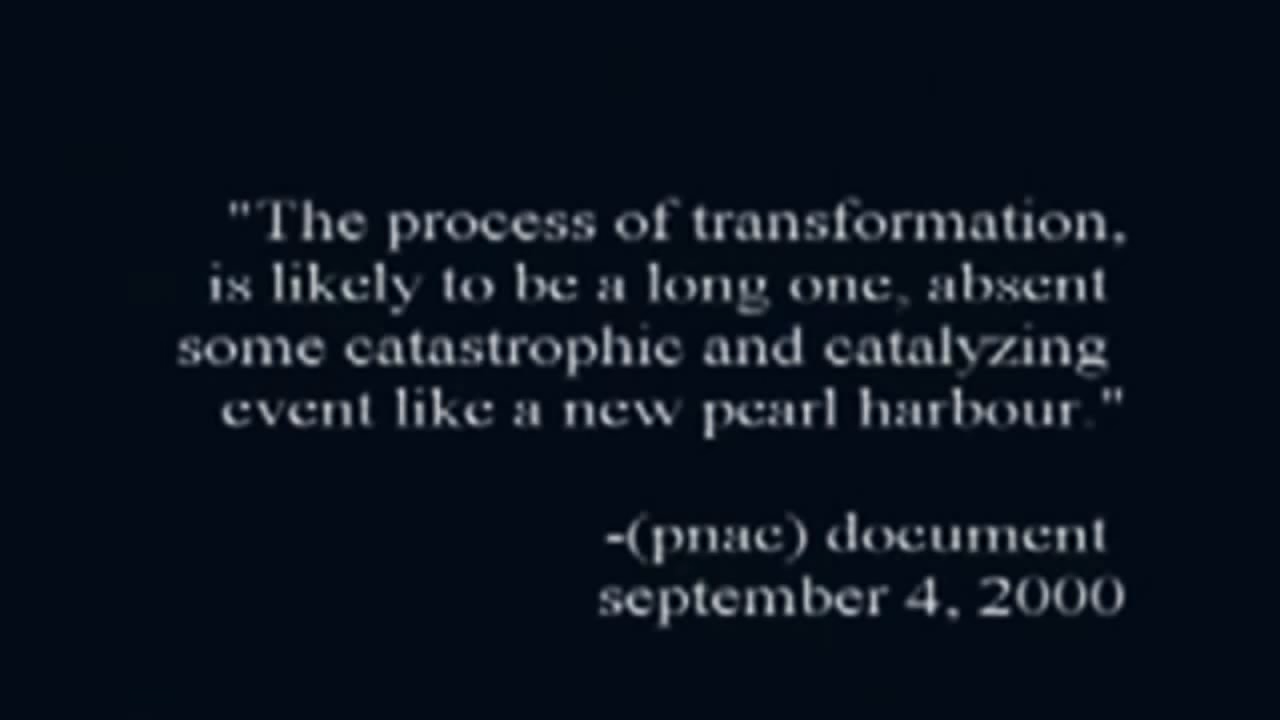 "The process of transformation,
is likely to be a long one, absent
some catastrophic and catalyzing
event like a new pearl harbour."
-(pnac) document
september 4, 2000